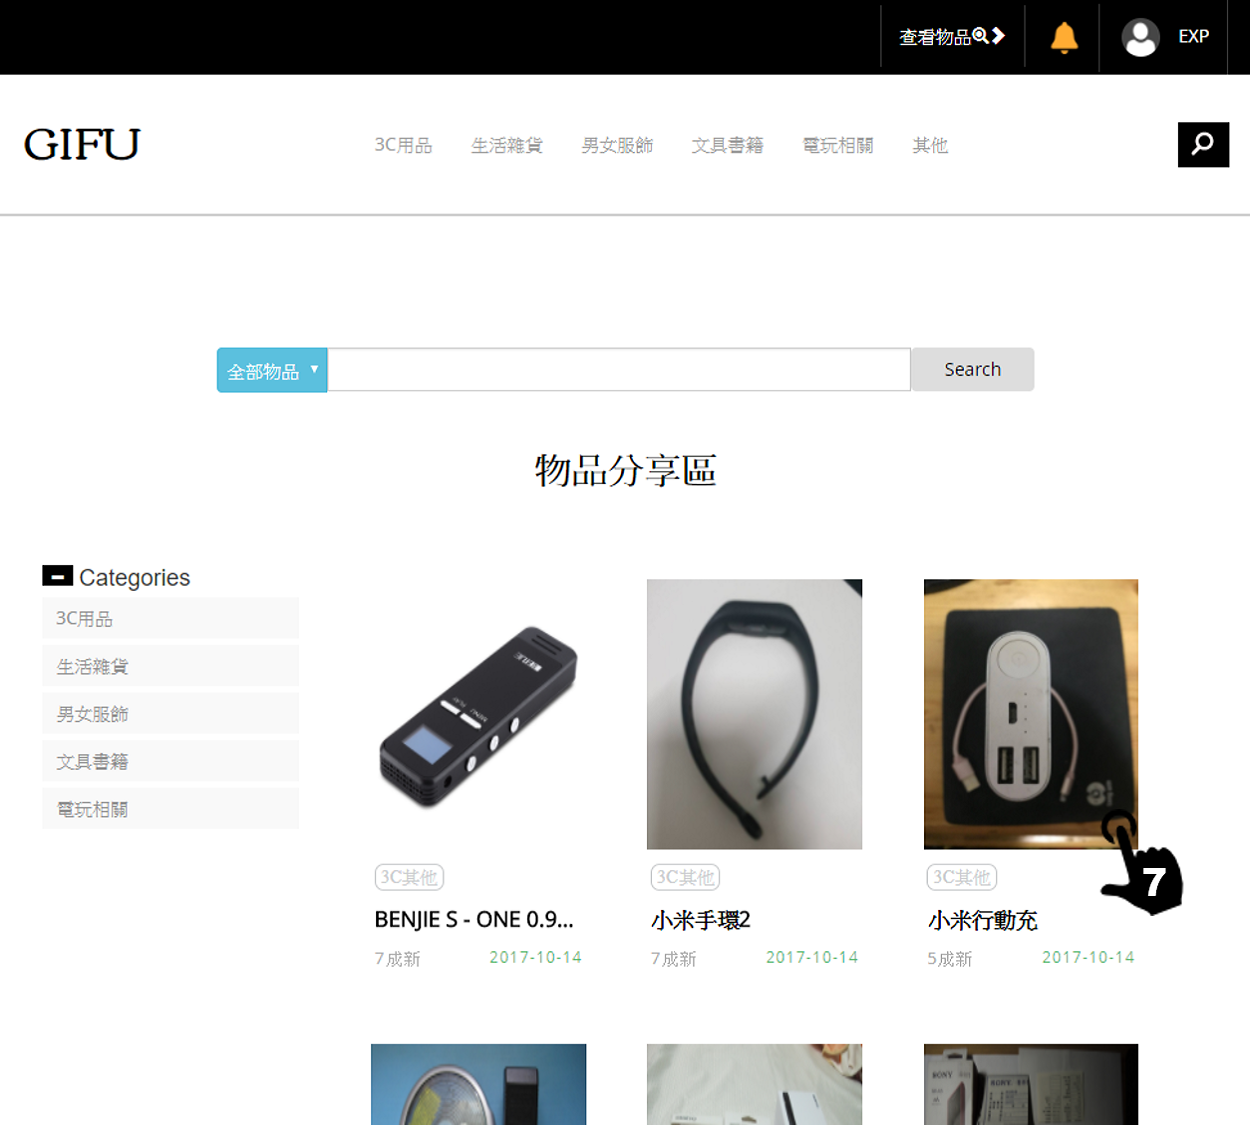 查看物品
EXP
GIFU
3C用品 生活雜貨 男女服飾 文具書籍 電玩相關 其他
全部物品 ▼
Search
物品分享區
Categories
3C用品
生活雜貨
男女服飾
文具書籍
電玩相關
PLAY
MENU
7
3C其他 3C其他 3C其他
BENJIE S - ONE 0.9... 小米手環2 小米行動充
7成新 2017-10-14 7成新 2017-10-14 5成新 2017-10-14
SONY
SONY